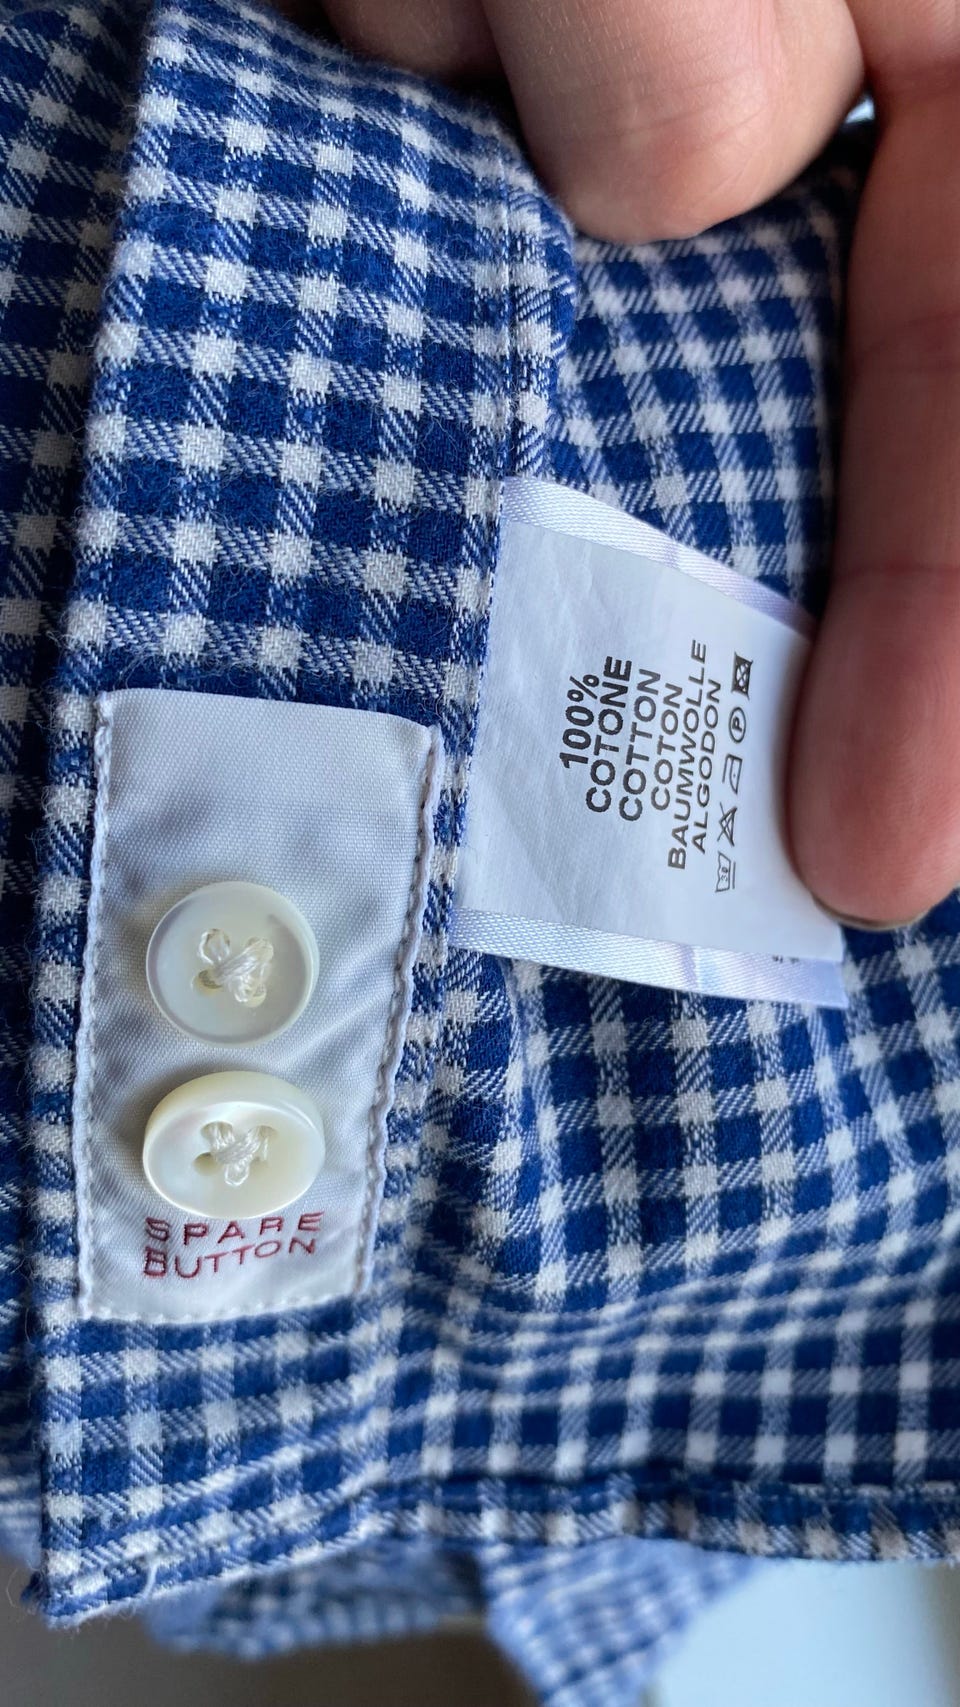 100%
COTONE
COTTON
COTON
BAUMWOLLE
ALGODON
P
SPARE
BUTTON